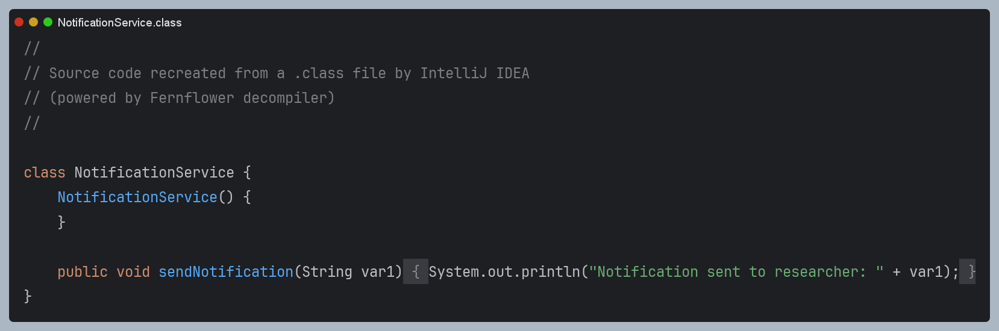 NotificationService.class
//
// Source code recreated from a .class file by IntelliJ IDEA
// (powered by Fernflower decompiler)
//
class NotificationService {
    NotificationService() {
    }
    public void sendNotification(String var1) { System.out.println("Notification sent to researcher: " + var1); }
}